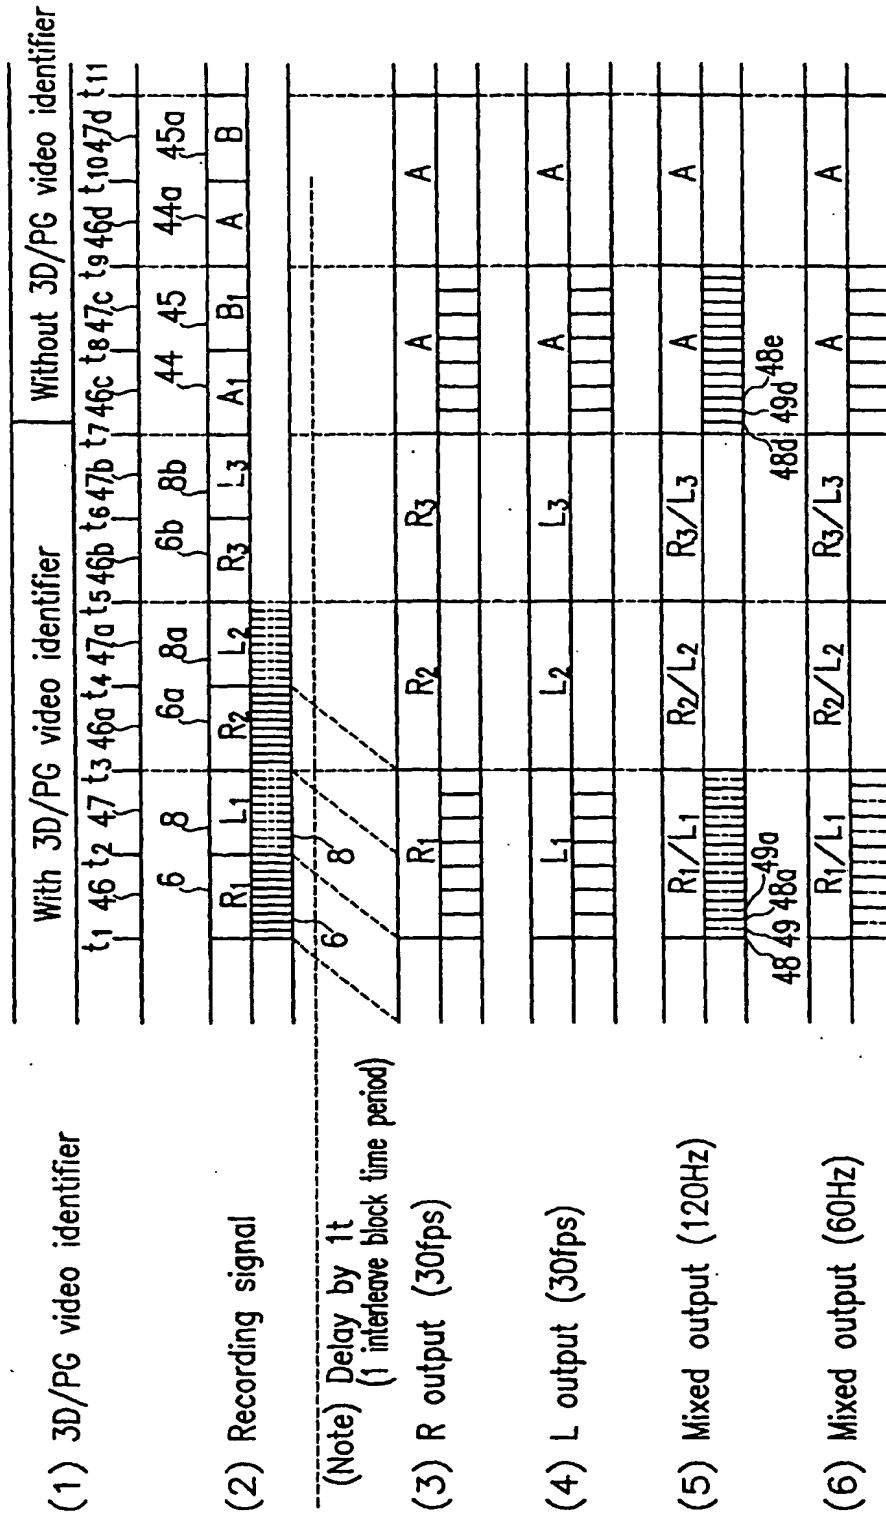 (1) 3D/PG video identifier
With 3D/PG video identifier
Without 3D/PG video identifier
t1 46 t2 47 t3 46a t4 47a t5 46b t6 47b t7 46c t8 47c t9 46d t10 47d t11
6 8 6a 8a 6b 8b 44 45 44a 45a
(2) Recording signal
R1 L1 R2 L2 R3 L3 A1 B1 A B
6 8
(Note) Delay by 1t
(1 interleave block time period)
(3) R output (30fps)
R1 R2 R3 A A
(4) L output (30fps)
L1 L2 L3 A A
(5) Mixed output (120Hz)
R1/L1 R2/L2 R3/L3 A A
48 49 48a 49a 48d 49d 48e
(6) Mixed output (60Hz)
R1/L1 R2/L2 R3/L3 A A